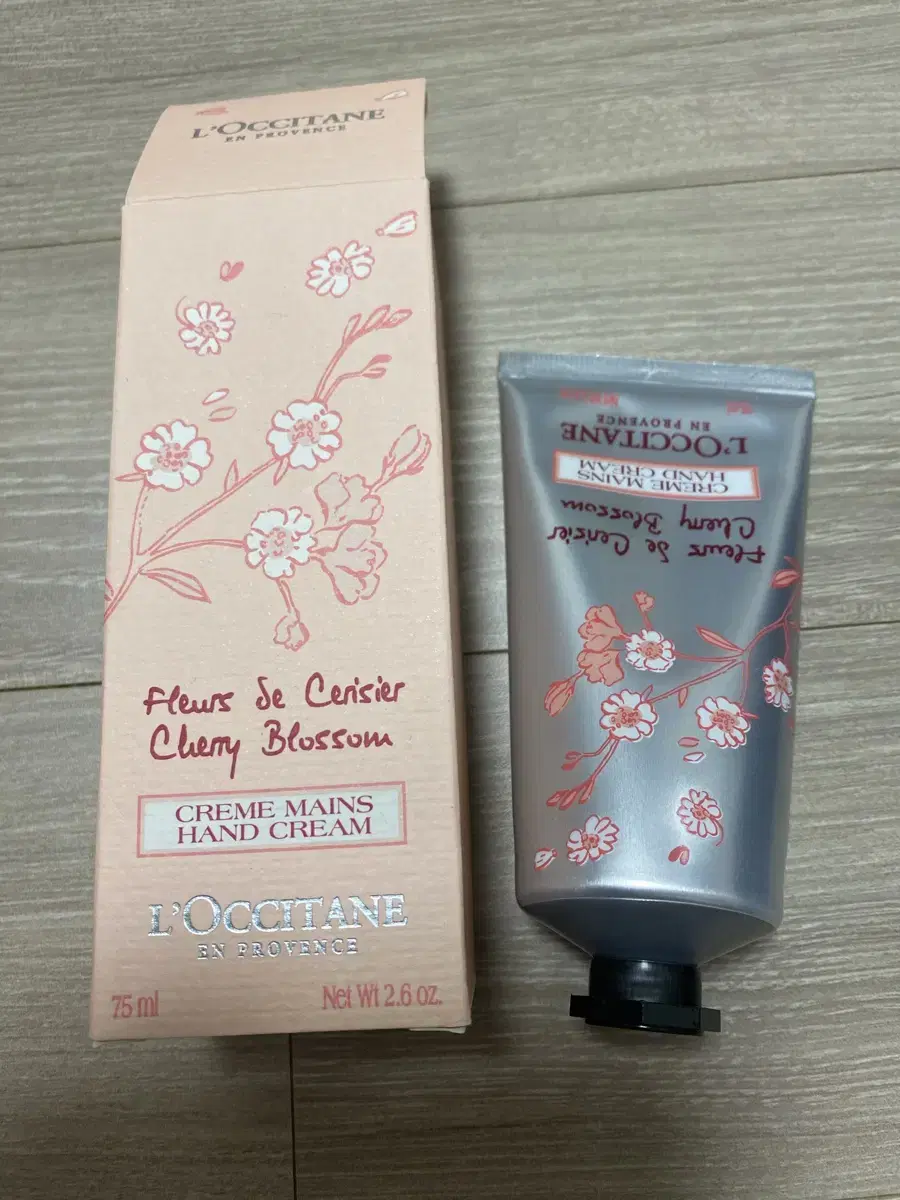 L'OCCITANE
EN PROVENCE
Fleurs de Cerisier
Cherry Blossom
CREME MAINS
HAND CREAM
L'OCCITANE
EN PROVENCE
75 ml
Net Wt 2.6 oz.
Fleurs de Cerisier
Cherry Blossom
CREME MAINS
HAND CREAM
L'OCCITANE
EN PROVENCE